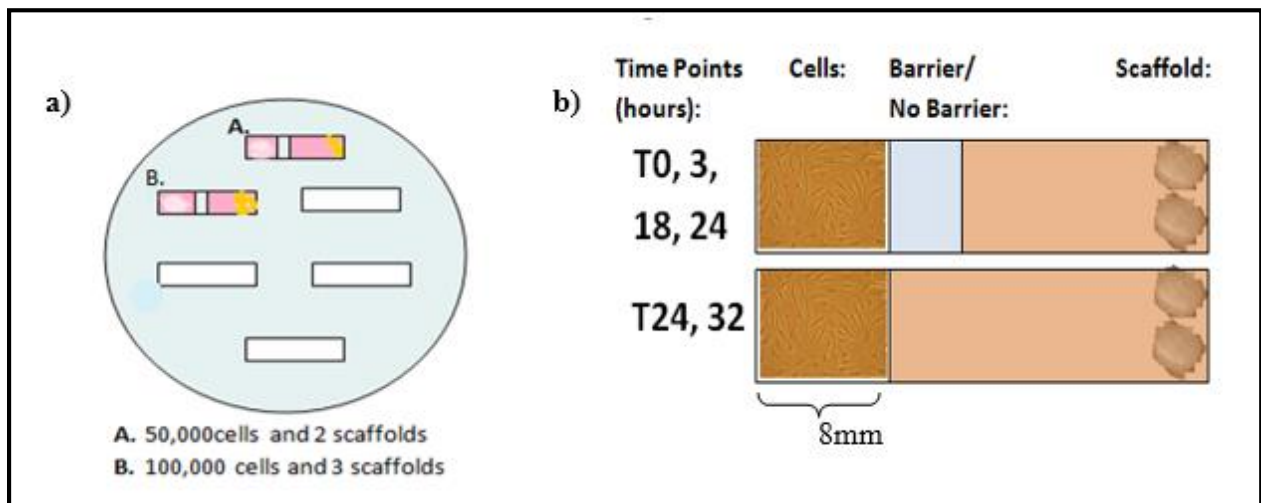 a)
A.
B.
A. 50,000cells and 2 scaffolds
B. 100,000 cells and 3 scaffolds
b)
Time Points Cells: Barrier/ Scaffold:
(hours): No Barrier:
T0, 3,
18, 24
T24, 32
8mm